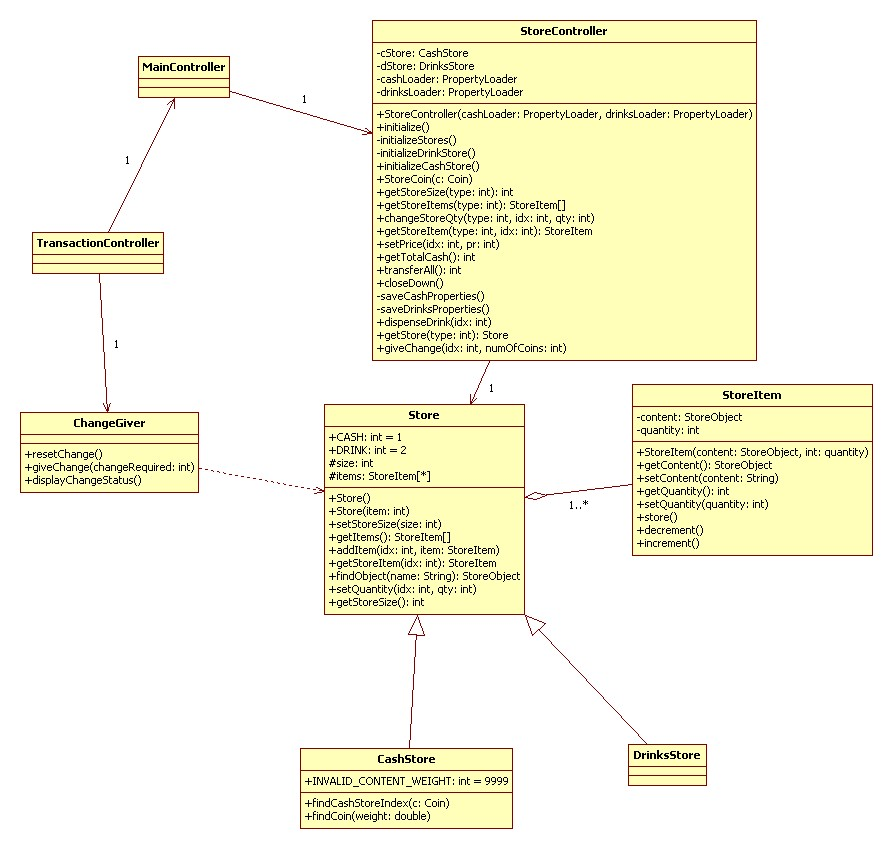 StoreController
-cStore: CashStore
-dStore: DrinksStore
-cashLoader: PropertyLoader
-drinksLoader: PropertyLoader
+StoreController(cashLoader: PropertyLoader, drinksLoader: PropertyLoader)
+initialize()
-initializeStores()
-initializeDrinkStore()
+initializeCashStore()
+StoreCoin(c: Coin)
+getStoreSize(type: int): int
+getStoreItems(type: int): StoreItem[]
+changeStoreQty(type: int, idx: int, qty: int)
+getStoreItem(type: int, idx: int): StoreItem
+setPrice(idx: int, pr: int)
+getTotalCash(): int
+transferAll(): int
+closeDown()
-saveCashProperties()
-saveDrinksProperties()
+dispenseDrink(idx: int)
+getStore(type: int): Store
+giveChange(idx: int, numOfCoins: int)
MainController
1
1
TransactionController
1
1
ChangeGiver
+resetChange()
+giveChange(changeRequired: int)
+displayChangeStatus()
Store
+CASH: int = 1
+DRINK: int = 2
#size: int
#items: StoreItem[*]
+Store()
+Store(item: int)
+setStoreSize(size: int)
+getItems(): StoreItem[]
+addItem(idx: int, item: StoreItem)
+getStoreItem(idx: int): StoreItem
+findObject(name: String): StoreObject
+setQuantity(idx: int, qty: int)
+getStoreSize(): int
1..*
StoreItem
-content: StoreObject
-quantity: int
+StoreItem(content: StoreObject, int: quantity)
+getContent(): StoreObject
+setContent(content: String)
+getQuantity(): int
+setQuantity(quantity: int)
+store()
+decrement()
+increment()
CashStore
+INVALID_CONTENT_WEIGHT: int = 9999
+findCashStoreIndex(c: Coin)
+findCoin(weight: double)
DrinksStore